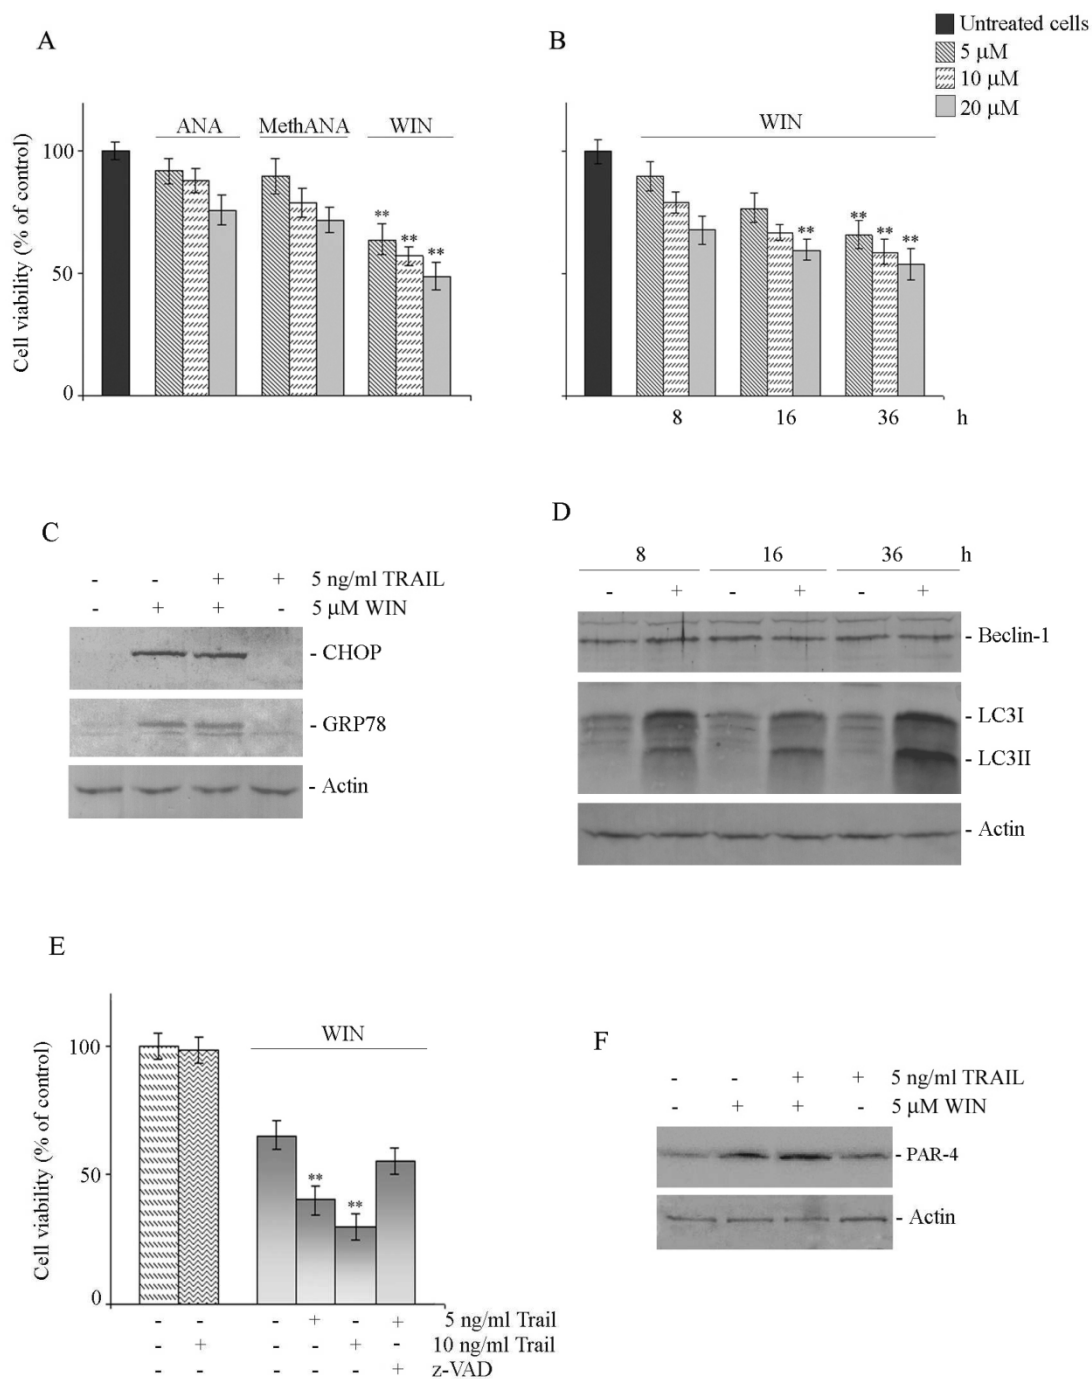 A
B
Untreated cells
5 μM
10 μM
20 μM
ANA
MethANA
WIN
** ** **
100
50
0
Cell viability (% of control)
WIN
** ** ** **
8 16 36 h
C
- - + + 5 ng/ml TRAIL
- + + - 5 μM WIN
- CHOP
- GRP78
- Actin
D
8 16 36 h
- + - + - +
- Beclin-1
- LC3I
- LC3II
- Actin
E
WIN
** **
100
50
0
Cell viability (% of control)
- - - + - + 5 ng/ml Trail
- + - - + - 10 ng/ml Trail
- - - - - + z-VAD
F
- - + + 5 ng/ml TRAIL
- + + - 5 μM WIN
- PAR-4
- Actin